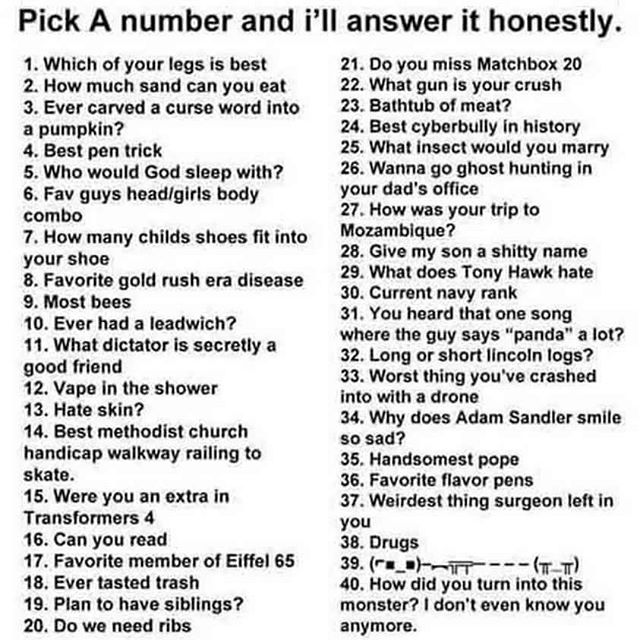 Pick A number and i'll answer it honestly.
1. Which of your legs is best
2. How much sand can you eat
3. Ever carved a curse word into
a pumpkin?
4. Best pen trick
5. Who would God sleep with?
6. Fav guys head/girls body
combo
7. How many childs shoes fit into
your shoe
8. Favorite gold rush era disease
9. Most bees
10. Ever had a leadwich?
11. What dictator is secretly a
good friend
12. Vape in the shower
13. Hate skin?
14. Best methodist church
handicap walkway railing to
skate.
15. Were you an extra in
Transformers 4
16. Can you read
17. Favorite member of Eiffel 65
18. Ever tasted trash
19. Plan to have siblings?
20. Do we need ribs
21. Do you miss Matchbox 20
22. What gun is your crush
23. Bathtub of meat?
24. Best cyberbully in history
25. What insect would you marry
26. Wanna go ghost hunting in
your dad's office
27. How was your trip to
Mozambique?
28. Give my son a shitty name
29. What does Tony Hawk hate
30. Current navy rank
31. You heard that one song
where the guy says "panda" a lot?
32. Long or short lincoln logs?
33. Worst thing you've crashed
into with a drone
34. Why does Adam Sandler smile
so sad?
35. Handsomest pope
36. Favorite flavor pens
37. Weirdest thing surgeon left in
you
38. Drugs
39. (⌐■_■)–︻╦╤─ - - - (╥﹏╥)
40. How did you turn into this
monster? I don't even know you
anymore.